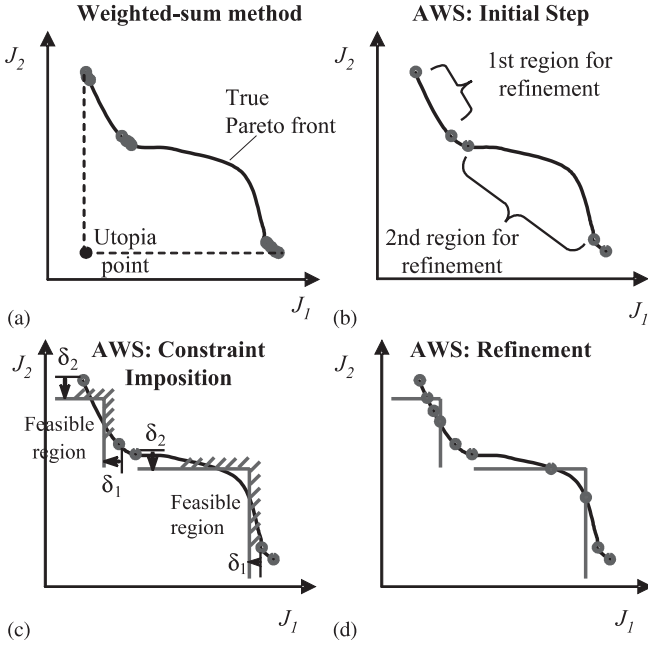 Weighted-sum method
J₂
True
Pareto front
Utopia
point
J₁
(a)
AWS: Initial Step
J₂
1st region for
refinement
2nd region for
refinement
J₁
(b)
AWS: Constraint
Imposition
J₂
δ₂
Feasible
region
δ₁
δ₂
Feasible
region
δ₁
J₁
(c)
AWS: Refinement
J₂
J₁
(d)